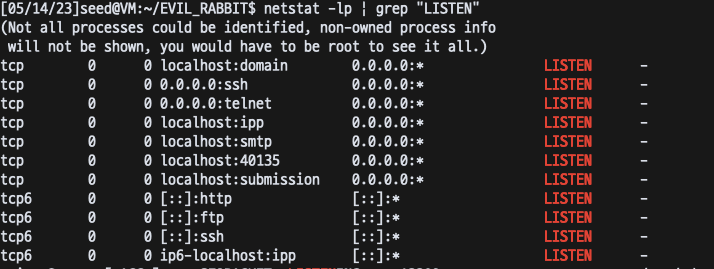 [05/14/23]seed@VM:~/EVIL_RABBIT$ netstat -lp | grep "LISTEN"
(Not all processes could be identified, non-owned process info
 will not be shown, you would have to be root to see it all.)
tcp 0 0 localhost:domain 0.0.0.0:* LISTEN -
tcp 0 0 0.0.0.0:ssh 0.0.0.0:* LISTEN -
tcp 0 0 0.0.0.0:telnet 0.0.0.0:* LISTEN -
tcp 0 0 localhost:ipp 0.0.0.0:* LISTEN -
tcp 0 0 localhost:smtp 0.0.0.0:* LISTEN -
tcp 0 0 localhost:40135 0.0.0.0:* LISTEN -
tcp 0 0 localhost:submission 0.0.0.0:* LISTEN -
tcp6 0 0 [::]:http [::]:* LISTEN -
tcp6 0 0 [::]:ftp [::]:* LISTEN -
tcp6 0 0 [::]:ssh [::]:* LISTEN -
tcp6 0 0 ip6-localhost:ipp [::]:* LISTEN -